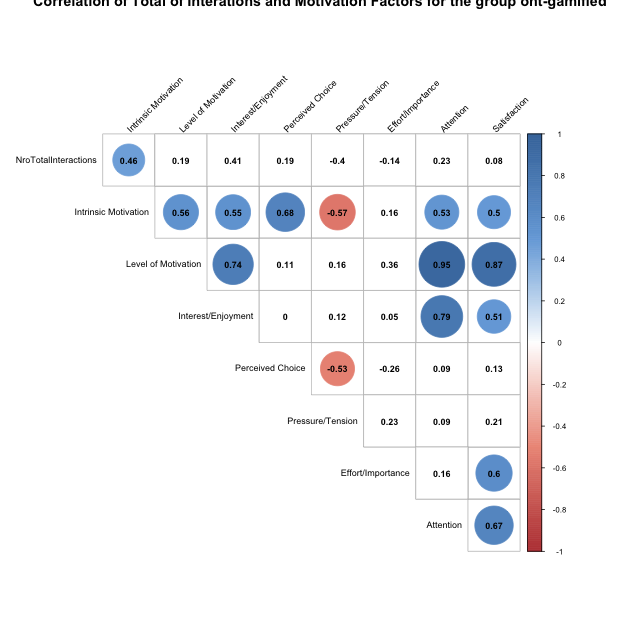 Correlation of Total of Interations and Motivation Factors for the group ont-gamified
Intrinsic Motivation
Level of Motivation
Interest/Enjoyment
Perceived Choice
Pressure/Tension
Effort/Importance
Attention
Satisfaction
NroTotalInteractions 0.46 0.19 0.41 0.19 -0.4 -0.14 0.23 0.08
Intrinsic Motivation 0.56 0.55 0.68 -0.57 0.16 0.53 0.5
Level of Motivation 0.74 0.11 0.16 0.36 0.95 0.87
Interest/Enjoyment 0 0.12 0.05 0.79 0.51
Perceived Choice -0.53 -0.26 0.09 0.13
Pressure/Tension 0.23 0.09 0.21
Effort/Importance 0.16 0.6
Attention 0.67
1
0.8
0.6
0.4
0.2
0
-0.2
-0.4
-0.6
-0.8
-1